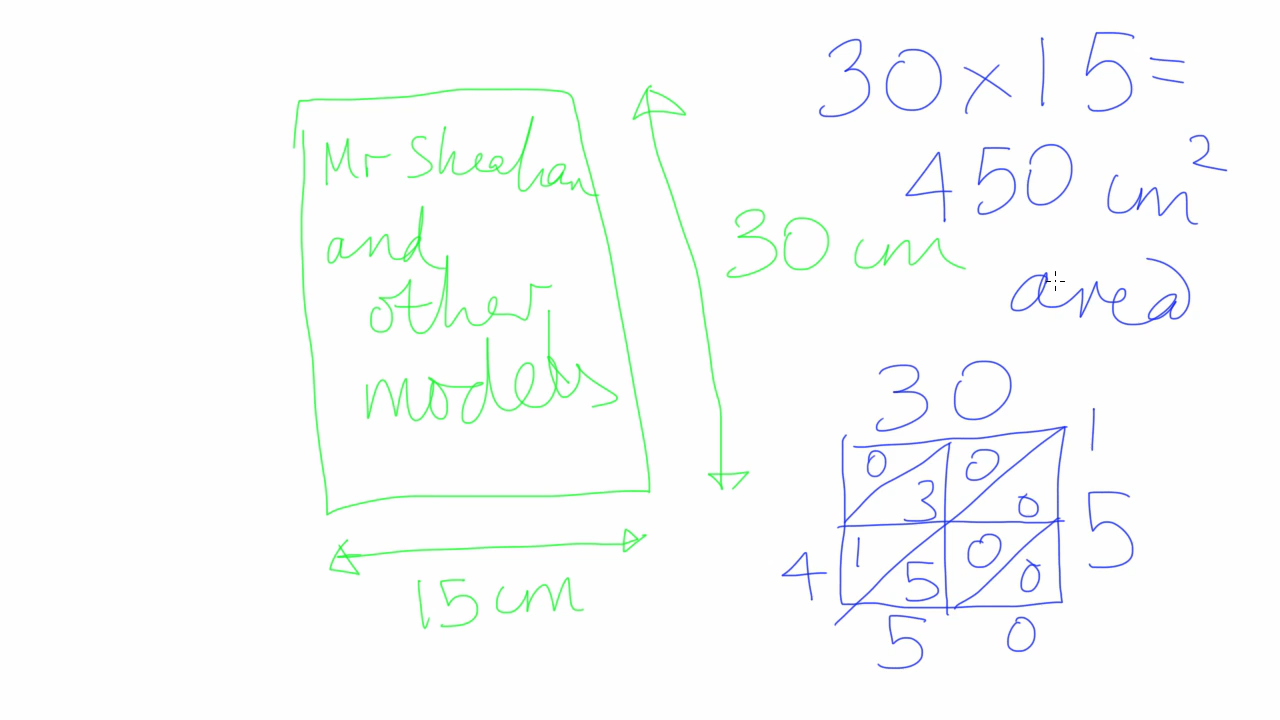 Mr Sheahan
and
other
models
30 cm
15 cm
30 x 15 =
450 cm²
area
30
0 0 1
3 0
1 0 5
4 5 0
5 0